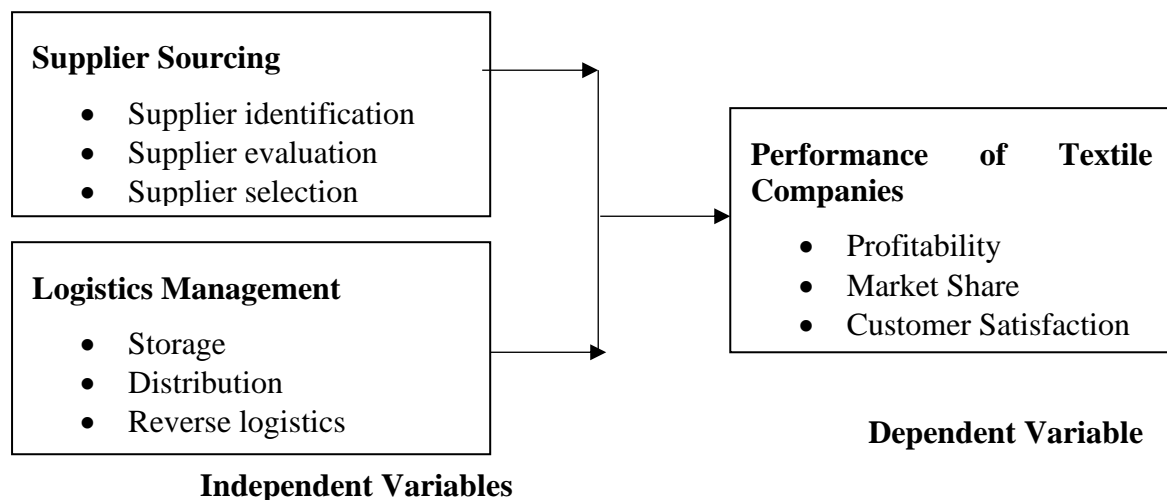 Supplier Sourcing
• Supplier identification
• Supplier evaluation
• Supplier selection
Logistics Management
• Storage
• Distribution
• Reverse logistics
Independent Variables
Performance of Textile
Companies
• Profitability
• Market Share
• Customer Satisfaction
Dependent Variable